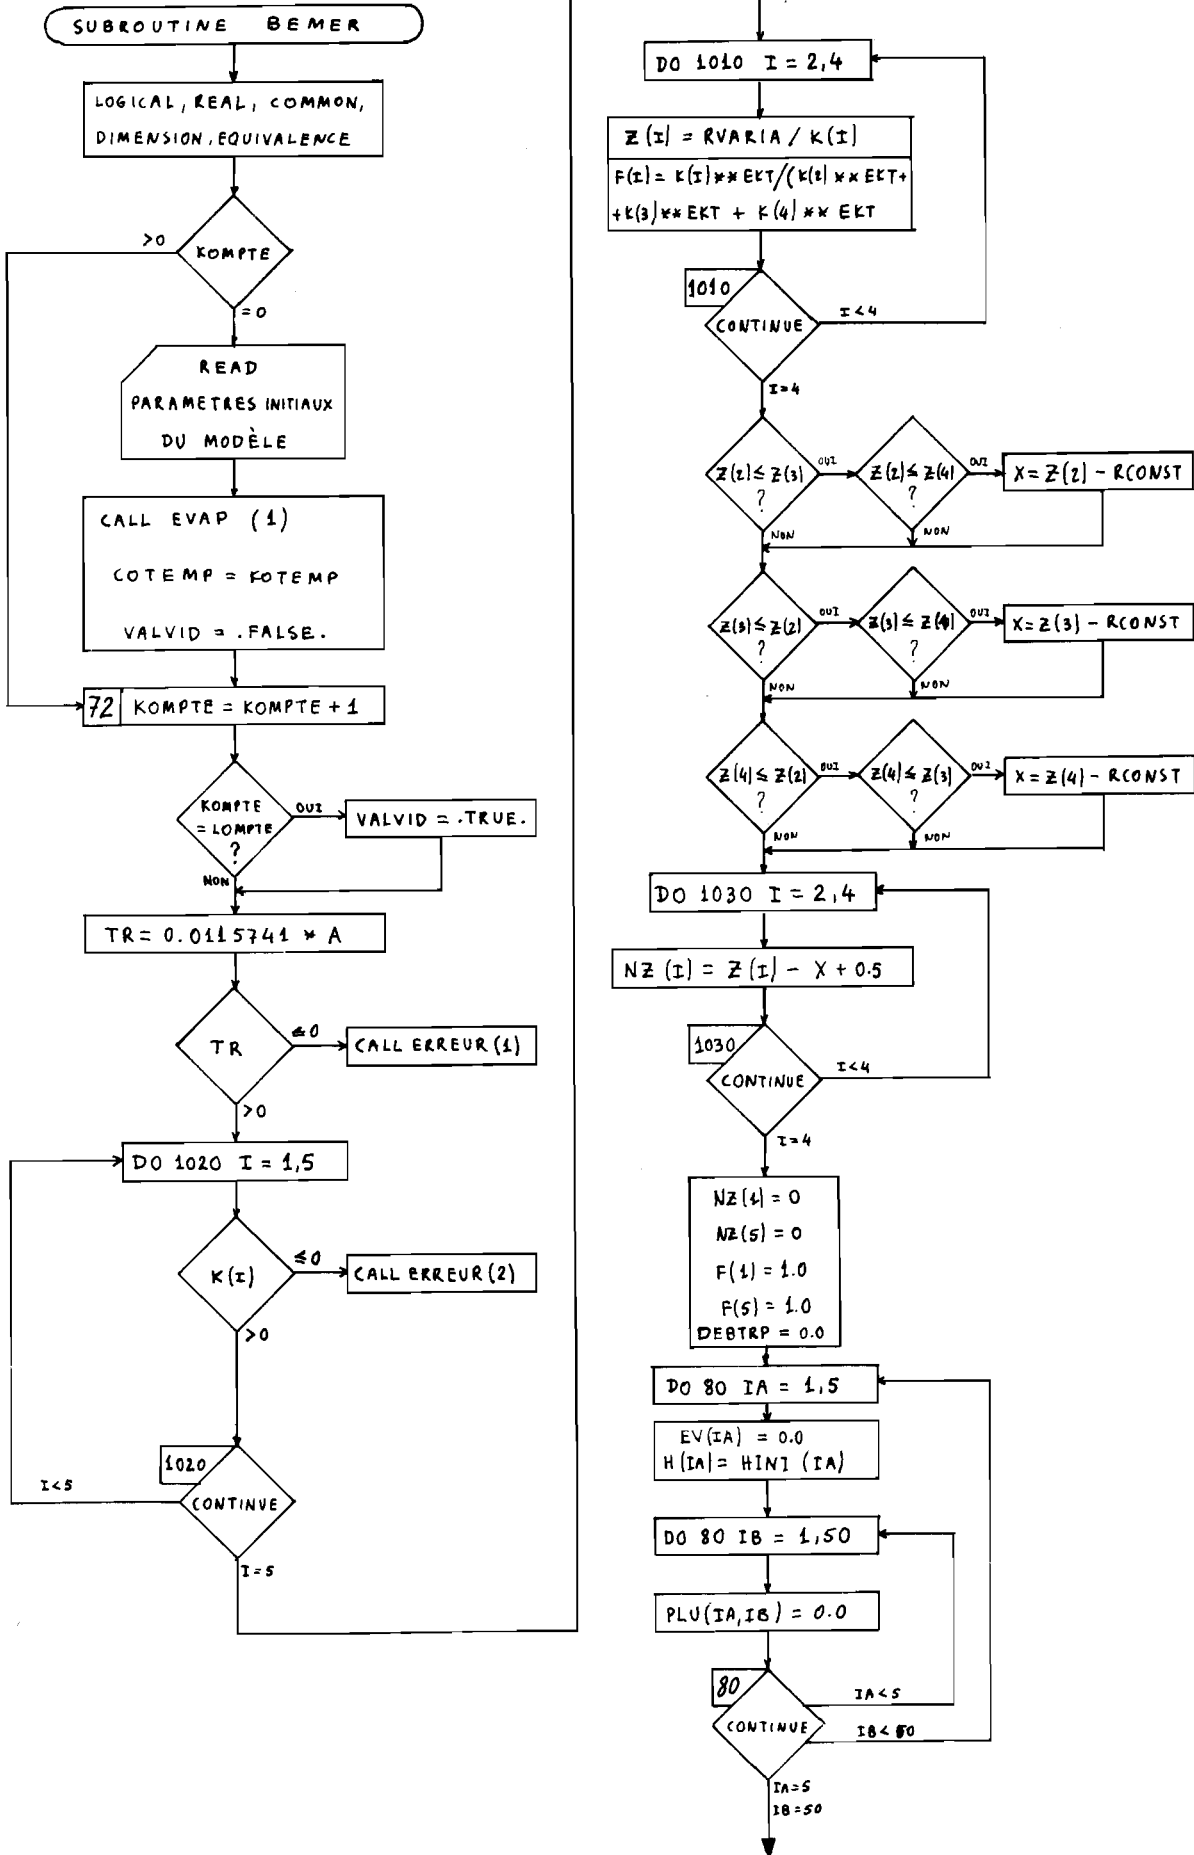 SUBROUTINE BEMER
LOGICAL, REAL, COMMON,
DIMENSION, EQUIVALENCE
>0
KOMPTE
=0
READ
PARAMETRES INITIAUX
DU MODÈLE
CALL EVAP (1)
COTEMP = KOTEMP
VALVID = .FALSE.
72 KOMPTE = KOMPTE + 1
KOMPTE
= LOMPTE
?
OUI
VALVID = .TRUE.
NON
TR = 0.0115741 * A
TR
≤0
CALL ERREUR (1)
>0
DO 1020 I = 1,5
K(I)
≤0
CALL ERREUR (2)
>0
1020
I<5
CONTINUE
I=5
DO 1010 I = 2,4
Z(I) = RVARIA / K(I)
F(I) = K(I)**EKT/(K(2)**EKT+
+K(3)**EKT + K(4)** EKT
1010
CONTINUE
I<4
I=4
Z(2) ≤ Z(3)
?
OUI
Z(2) ≤ Z(4)
?
OUI
X = Z(2) - RCONST
NON
NON
Z(3) ≤ Z(2)
?
OUI
Z(3) ≤ Z(4)
?
OUI
X = Z(3) - RCONST
NON
NON
Z(4) ≤ Z(2)
?
OUI
Z(4) ≤ Z(3)
?
OUI
X = Z(4) - RCONST
NON
NON
DO 1030 I = 2,4
NZ (I) = Z(I) - X + 0.5
1030
CONTINUE
I<4
I=4
NZ(1) = 0
NZ(5) = 0
F(1) = 1.0
F(5) = 1.0
DEBTRP = 0.0
DO 80 IA = 1,5
EV(IA) = 0.0
H(IA) = HINI (IA)
DO 80 IB = 1,50
PLU(IA,IB) = 0.0
80
IA<5
CONTINUE
IB<50
IA=5
IB=50